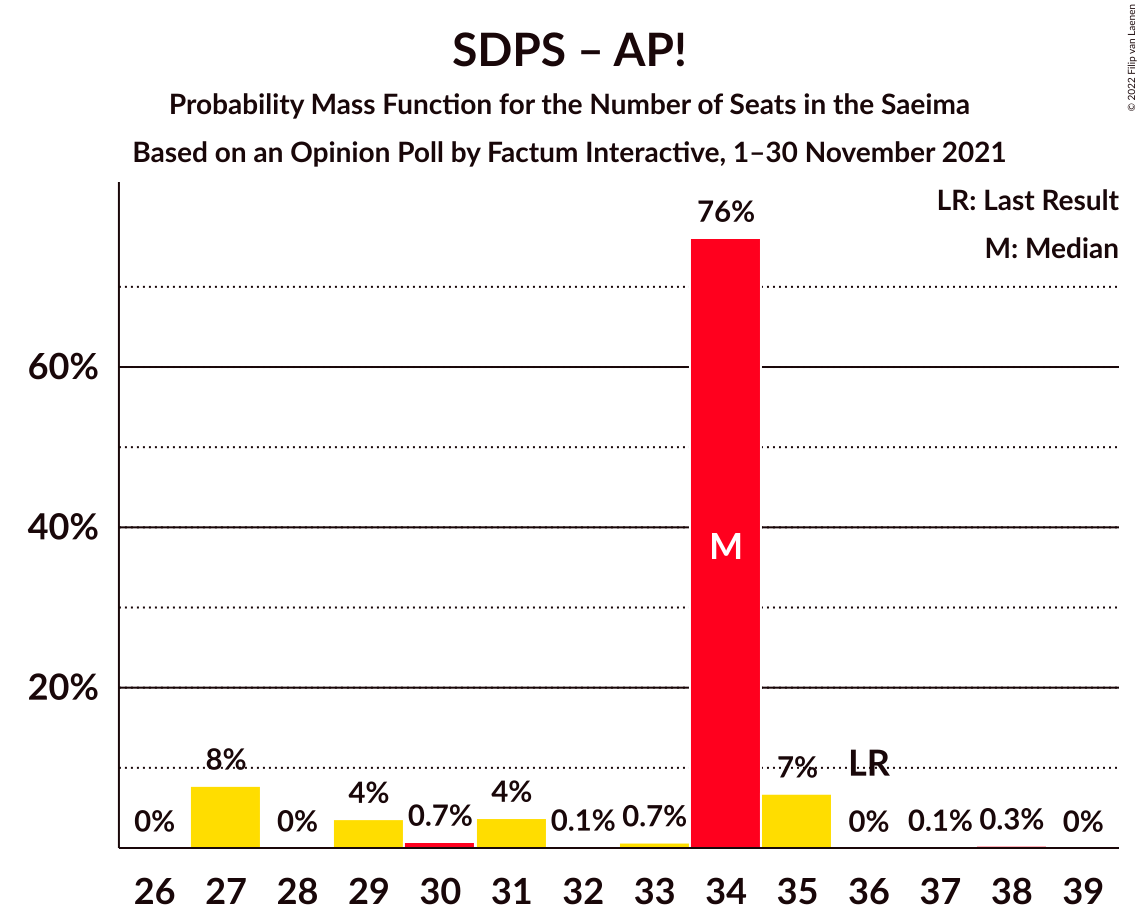 SDPS – AP!
Probability Mass Function for the Number of Seats in the Saeima
Based on an Opinion Poll by Factum Interactive, 1–30 November 2021
© 2022 Filip van Laenen
LR: Last Result
M: Median
76%
60%
40%
M
20%
8%
7%
LR
0%
0%
4%
0.7%
4%
0.1%
0.7%
0%
0.1%
0.3%
0%
26 27 28 29 30 31 32 33 34 35 36 37 38 39